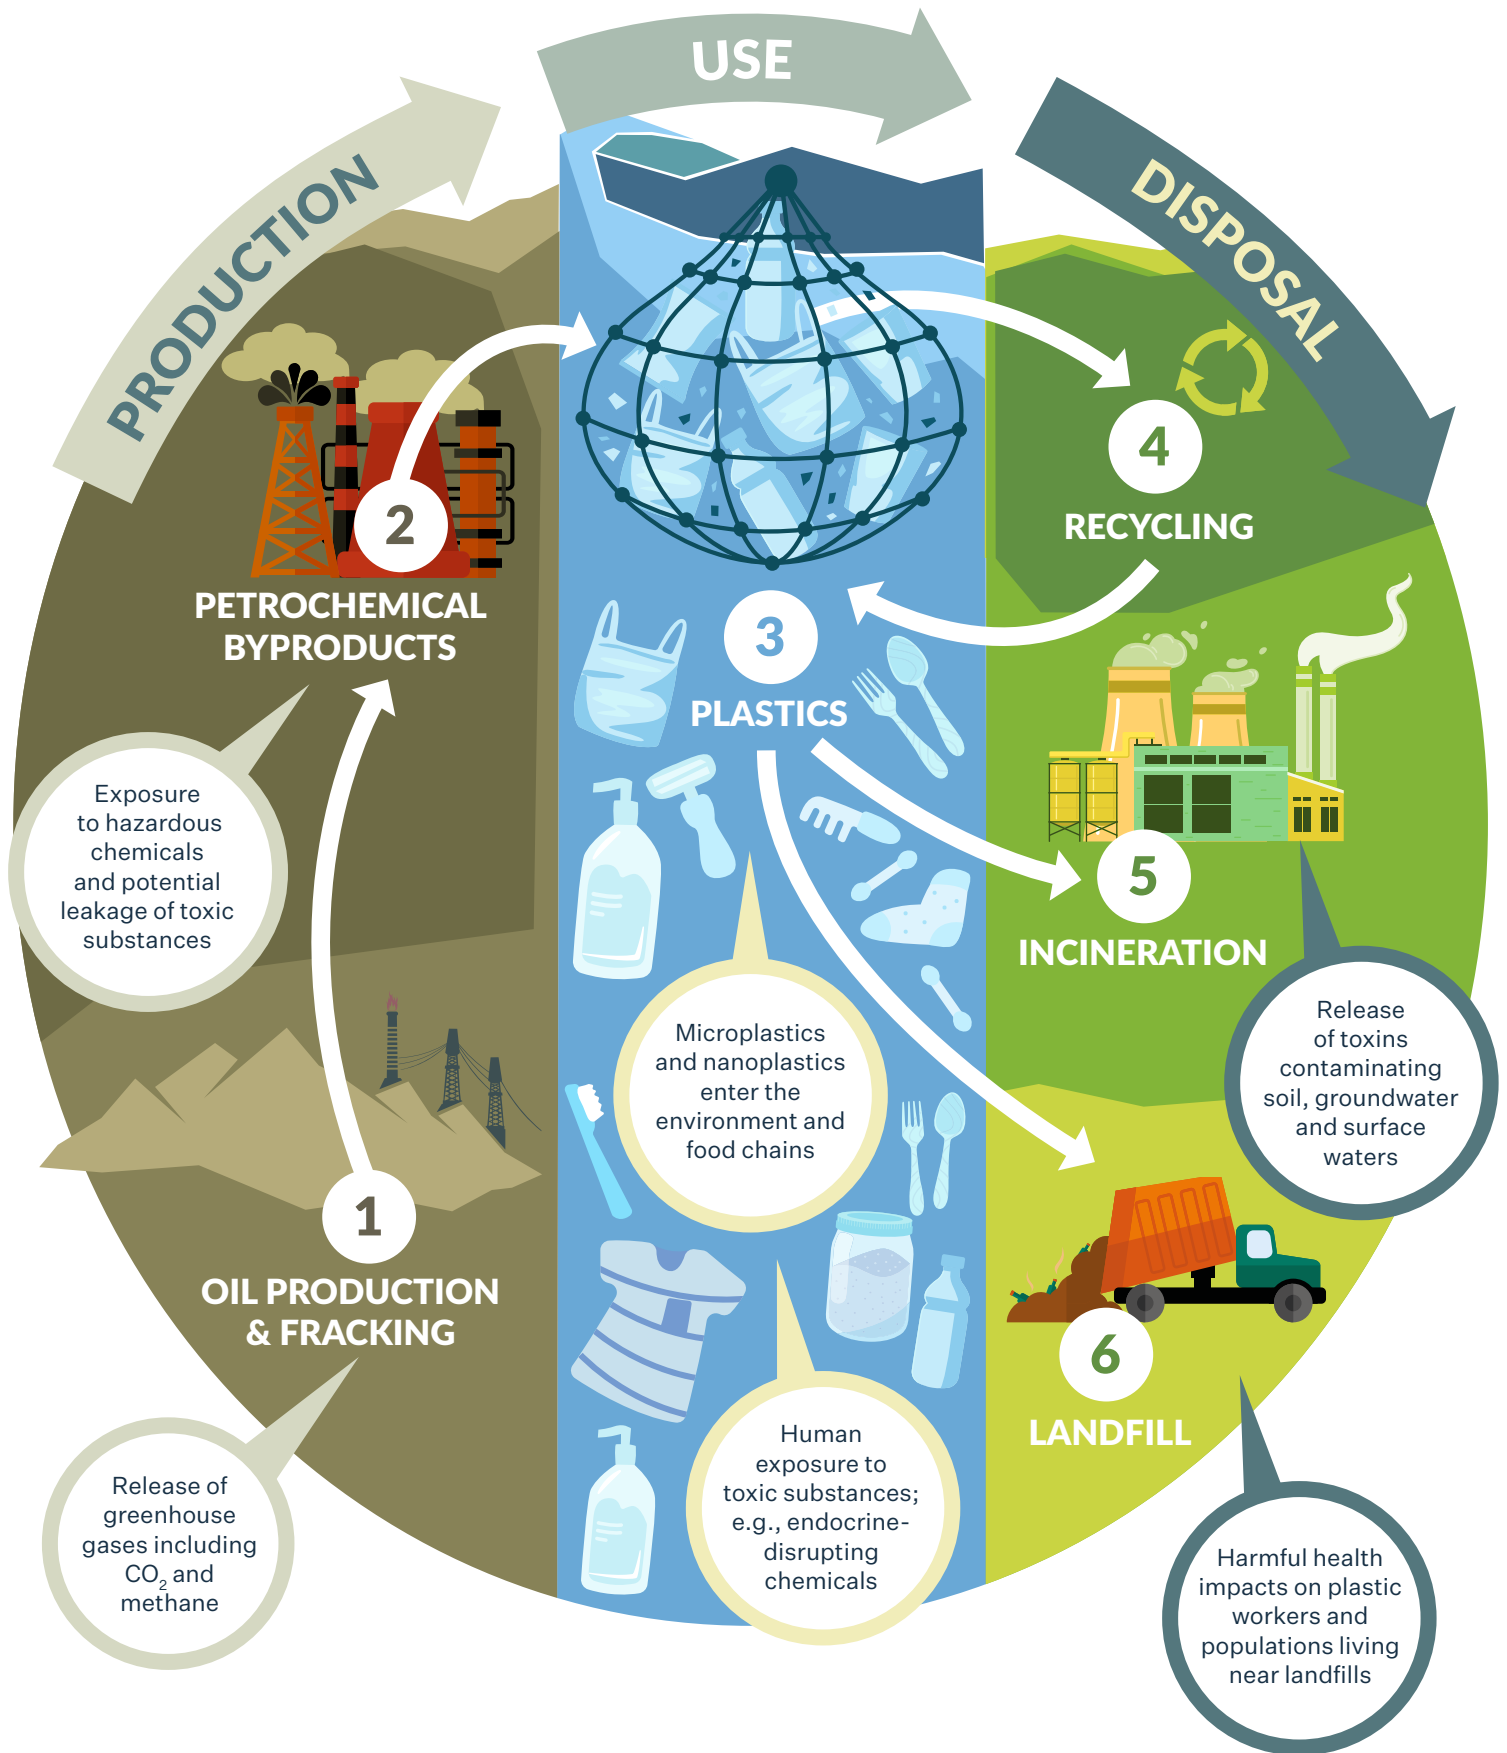 PRODUCTION
USE
DISPOSAL
2
PETROCHEMICAL
BYPRODUCTS
Exposure
to hazardous
chemicals
and potential
leakage of toxic
substances
1
OIL PRODUCTION
& FRACKING
Release of
greenhouse
gases including
CO₂ and
methane
3
PLASTICS
Microplastics
and nanoplastics
enter the
environment and
food chains
Human
exposure to
toxic substances;
e.g., endocrine-
disrupting
chemicals
4
RECYCLING
5
INCINERATION
Release
of toxins
contaminating
soil, groundwater
and surface
waters
6
LANDFILL
Harmful health
impacts on plastic
workers and
populations living
near landfills